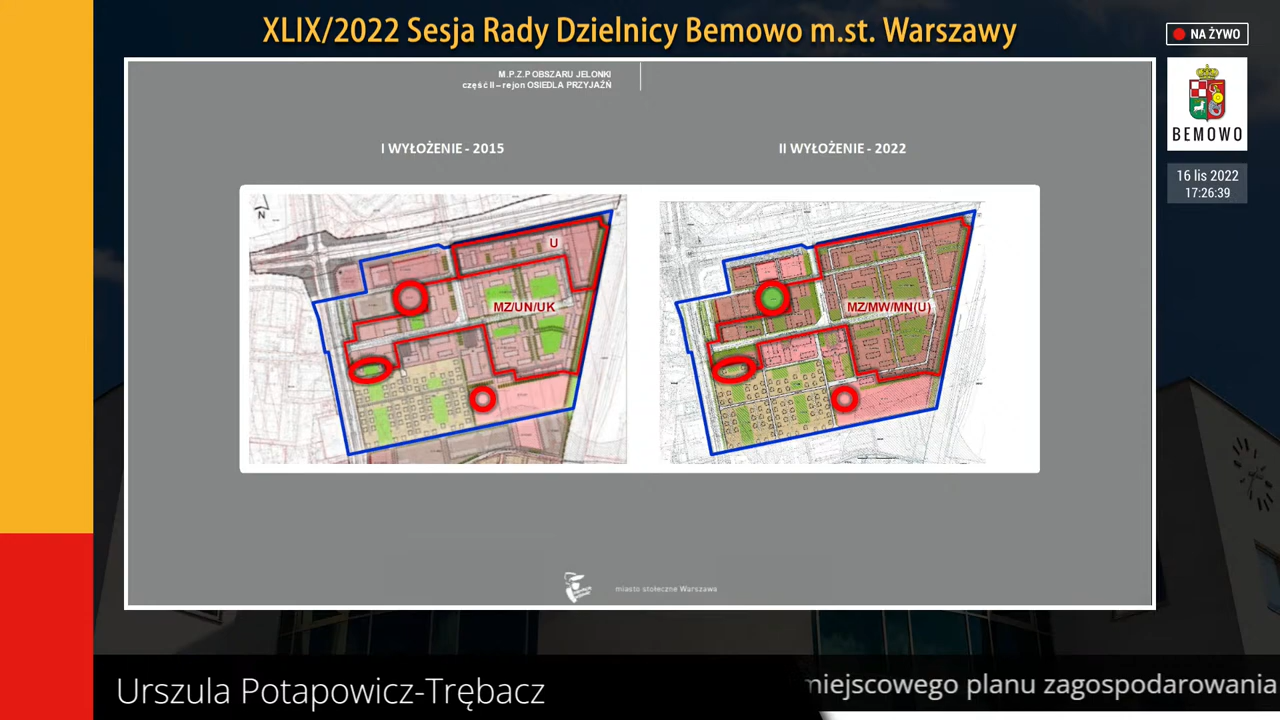 XLIX/2022 Sesja Rady Dzielnicy Bemowo m.st. Warszawy
NA ŻYWO
M.P.Z.P OBSZARU JELONKI
część II – rejon OSIEDLA PRZYJAŹŃ
BEMOWO
I WYŁOŻENIE - 2015
II WYŁOŻENIE - 2022
16 lis 2022
17:26:39
N
U
MZ/UN/UK
MZ/MW/MN(U)
miasto stołeczne Warszawa
Urszula Potapowicz-Trębacz
miejscowego planu zagospodarowania